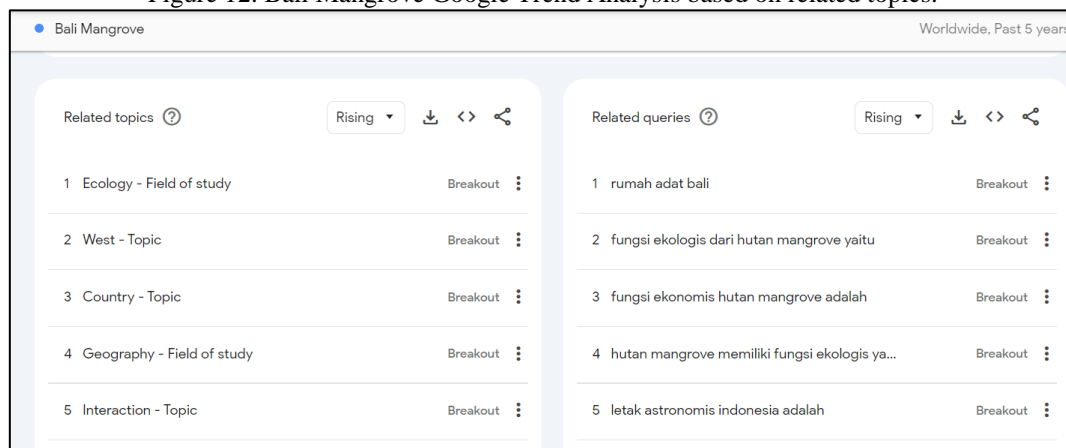 Figure 12. Bali Mangrove Google Trend Analysis based on related topics.
Bali Mangrove
Worldwide, Past 5 years
Related topics
Rising
1 Ecology - Field of study Breakout
2 West - Topic Breakout
3 Country - Topic Breakout
4 Geography - Field of study Breakout
5 Interaction - Topic Breakout
Related queries
Rising
1 rumah adat bali Breakout
2 fungsi ekologis dari hutan mangrove yaitu Breakout
3 fungsi ekonomis hutan mangrove adalah Breakout
4 hutan mangrove memiliki fungsi ekologis ya... Breakout
5 letak astronomis indonesia adalah Breakout